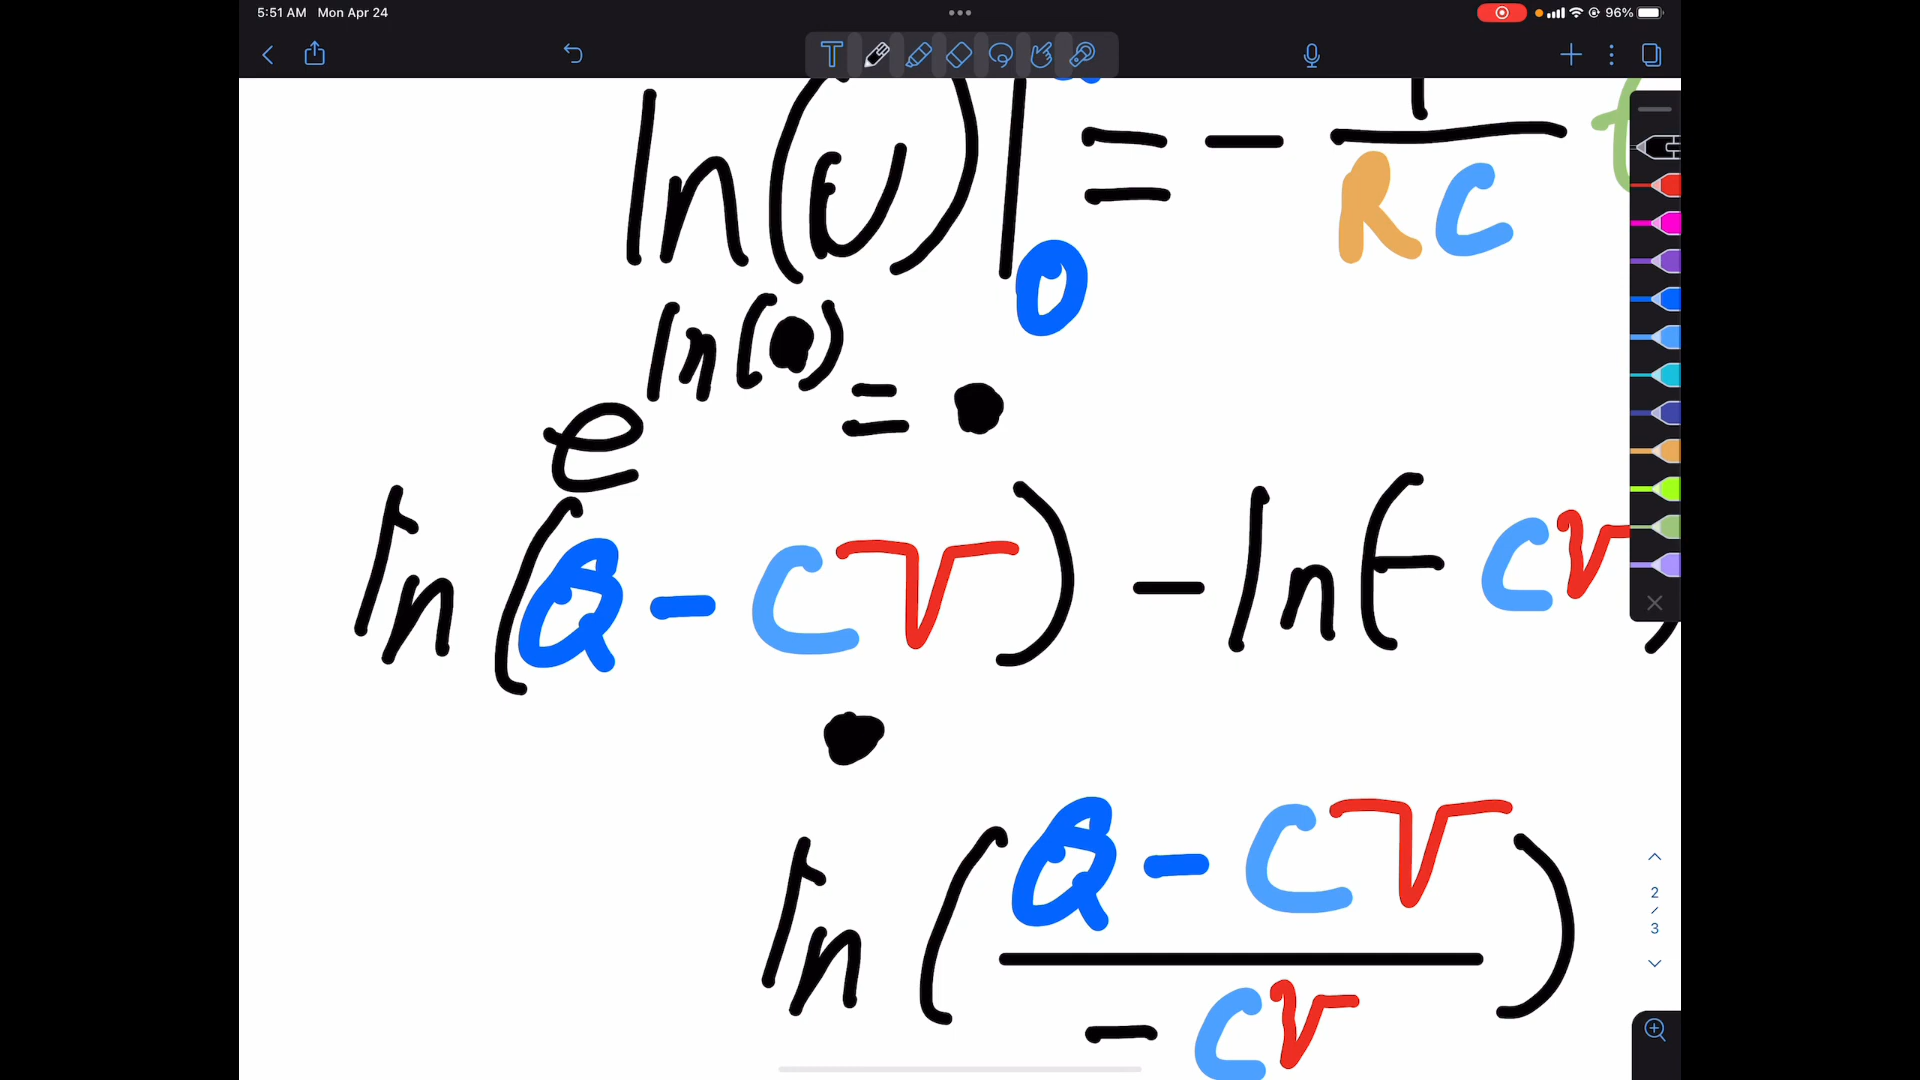 5:51 AM Mon Apr 24 96%
T
ln(u)| = - 1/RC t
0
e^ln(●) = ●
ln(Q - CV) - ln(-CV)
●
ln(Q - CV / -CV)
2 / 3